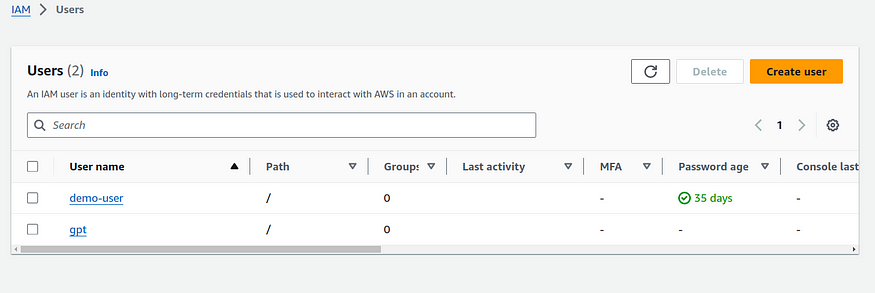 IAM > Users
Users (2) Info
Delete
Create user
An IAM user is an identity with long-term credentials that is used to interact with AWS in an account.
Search
1
User name Path Groups Last activity MFA Password age Console last
demo-user / 0 - 35 days -
gpt / 0 - - -